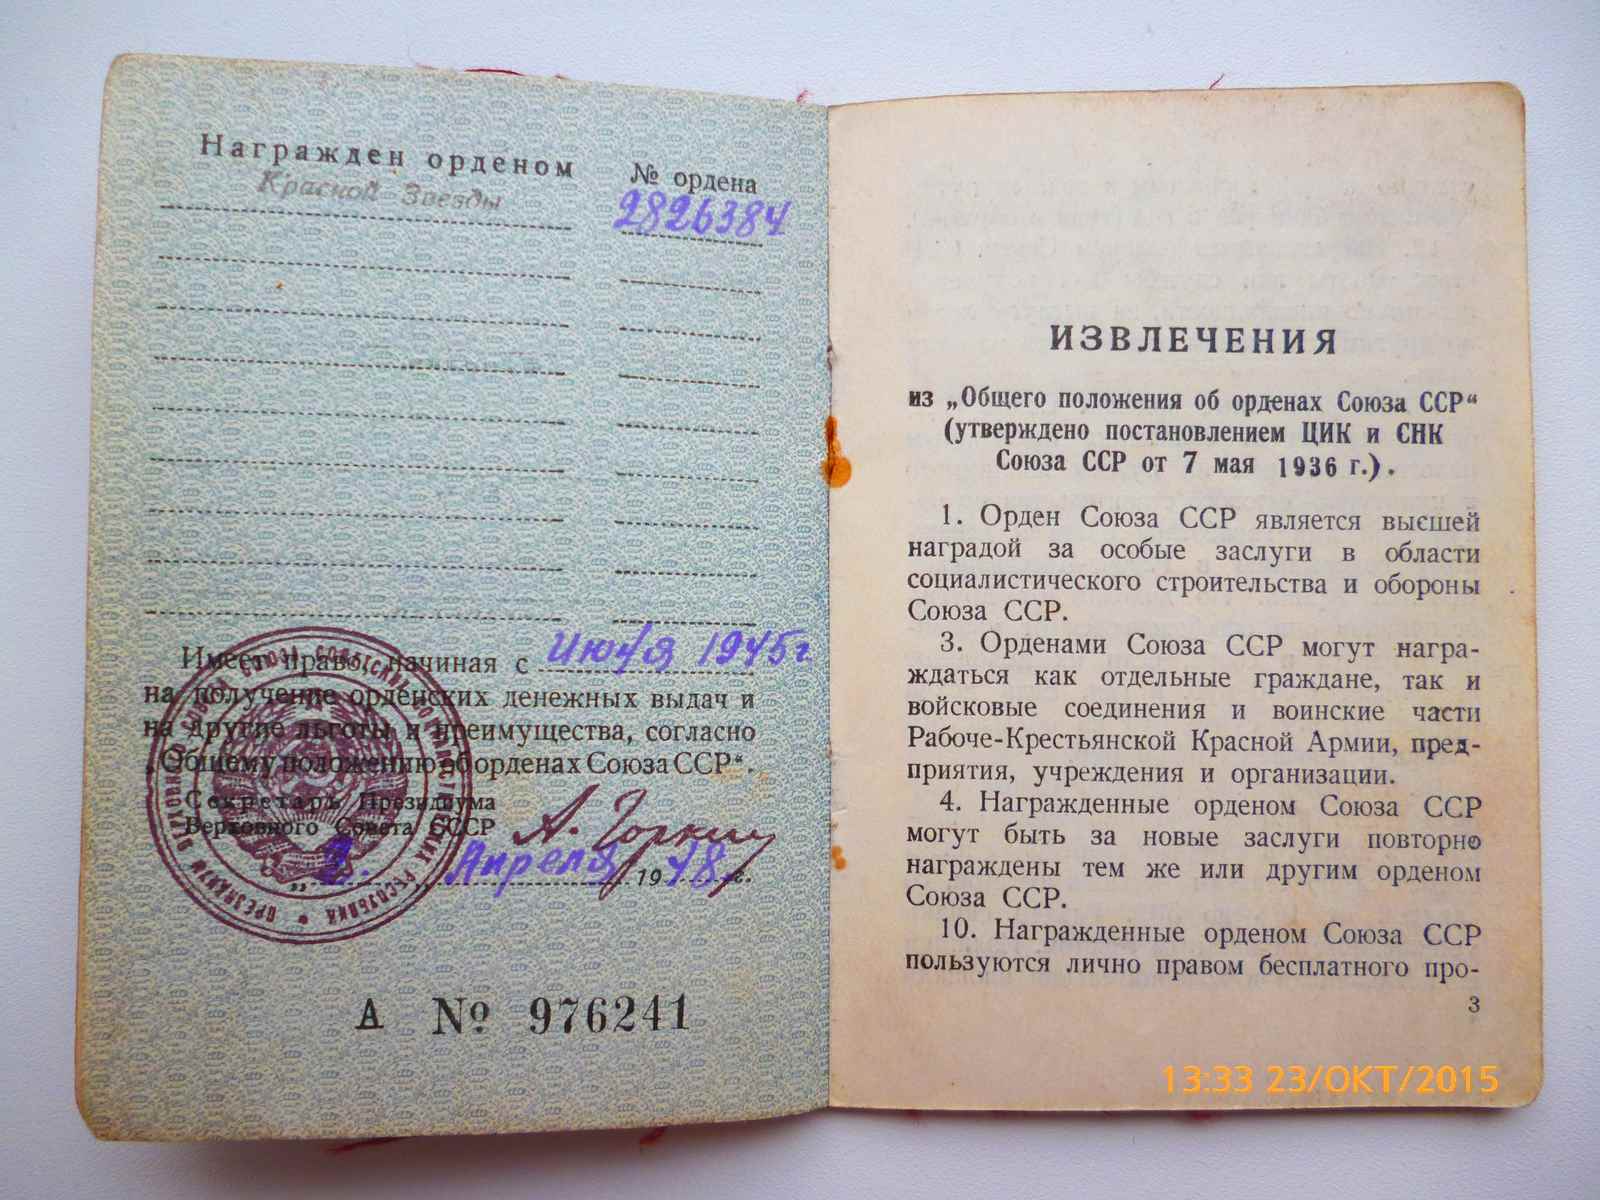 Награжден орденом
№ ордена
Красной Звезды
2826384
Имеет право, начиная с Июня 1945 г
на получение орденских денежных выдач и
на другие льготы и преимущества, согласно
„Общему положению об орденах Союза ССР“.
Секретарь Президиума
Верховного Совета СССР
А. Горкин
„ 2. “ Апреля 1948 г.
А № 976241
ИЗВЛЕЧЕНИЯ
из „Общего положения об орденах Союза ССР“
(утверждено постановлением ЦИК и СНК
Союза ССР от 7 мая 1936 г.).
1. Орден Союза ССР является высшей
наградой за особые заслуги в области
социалистического строительства и обороны
Союза ССР.
3. Орденами Союза ССР могут награ-
ждаться как отдельные граждане, так и
войсковые соединения и воинские части
Рабоче-Крестьянской Красной Армии, пред-
приятия, учреждения и организации.
4. Награжденные орденом Союза ССР
могут быть за новые заслуги повторно
награждены тем же или другим орденом
Союза ССР.
10. Награжденные орденом Союза ССР
пользуются лично правом бесплатного про-
3
13:33 23/ОКТ/2015